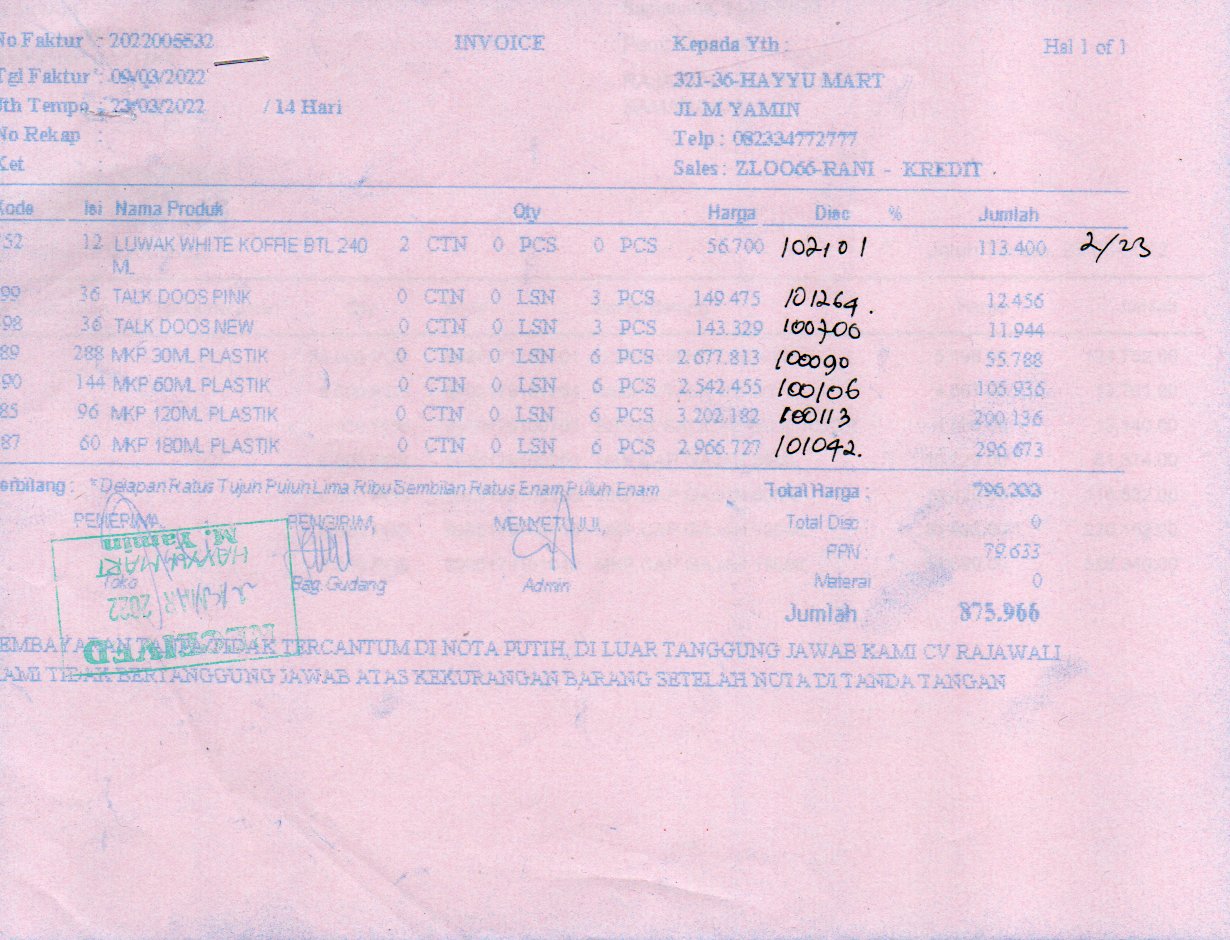 No Faktur : 2022005532 INVOICE Kepada Yth : Hal 1 of 1
Tgl Faktur : 09/03/2022 321-36-HAYYU MART
Jth Tempo : 23/03/2022 / 14 Hari JL M YAMIN
No Rekap : Telp : 082334772777
Ket : Sales : ZLOO66-RANI - KREDIT
Kode Isi Nama Produk Qty Harga Disc % Jumlah
52 12 LUWAK WHITE KOFFIE BTL 240 2 CTN 0 PCS 0 PCS 56.700 102101 113.400 2/23
ML
99 36 TALK DOOS PINK 0 CTN 0 LSN 3 PCS 149.475 101264. 12.456
98 36 TALK DOOS NEW 0 CTN 0 LSN 3 PCS 143.329 100706 11.944
89 288 MKP 30ML PLASTIK 0 CTN 0 LSN 6 PCS 2.677.813 100090 55.788
90 144 MKP 60ML PLASTIK 0 CTN 0 LSN 6 PCS 2.542.455 100106 105.936
85 96 MKP 120ML PLASTIK 0 CTN 0 LSN 6 PCS 3.202.182 100113 200.136
87 60 MKP 180ML PLASTIK 0 CTN 0 LSN 6 PCS 2.966.727 101042. 296.673
erbilang : * Delapan Ratus Tujuh Puluh Lima Ribu Sembilan Ratus Enam Puluh Enam Total Harga : 796.333
PENERIMA, PENGIRIM, MENYETUJUI, Total Disc : 0
PPN : 79.633
Toko Bag. Gudang Admin Materai 0
Jumlah : 875.966
M. Yamin
HAYYU MART
MAR 2022
RECEIVED
EMBAYARAN TIDAK TERCANTUM DI NOTA PUTIH, DI LUAR TANGGUNG JAWAB KAMI CV RAJAWALI
AMI TIDAK BERTANGGUNG JAWAB ATAS KEKURANGAN BARANG SETELAH NOTA DI TANDA TANGAN